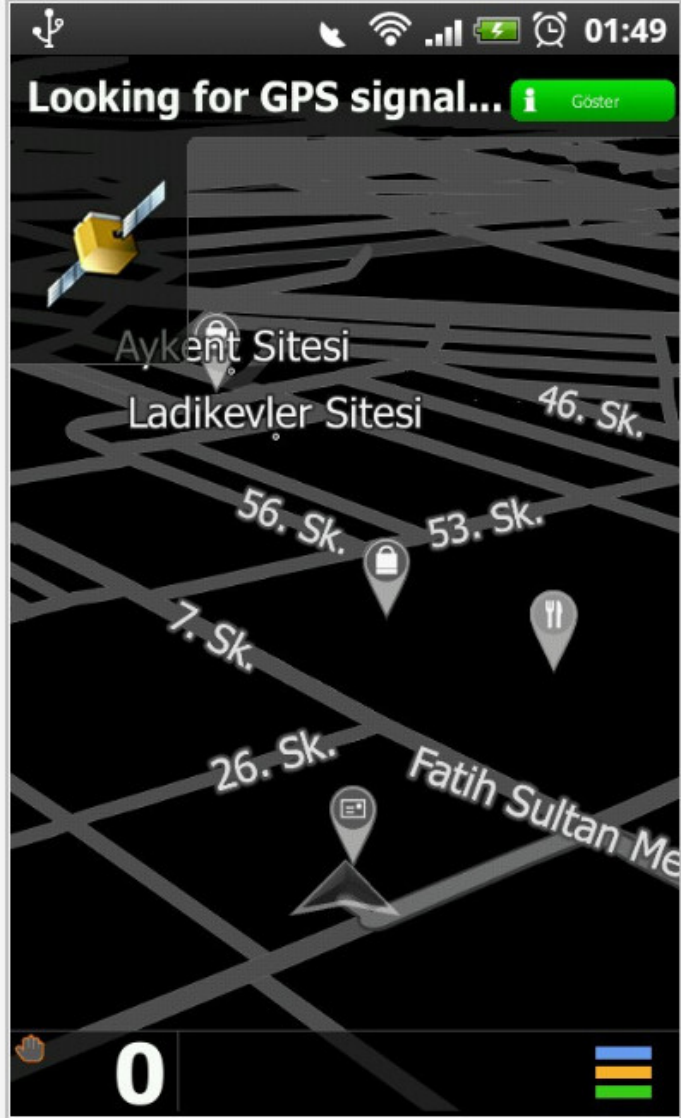 01:49
Looking for GPS signal...
Göster
Aykent Sitesi
Ladikevler Sitesi
46. Sk.
56. Sk.
53. Sk.
7. Sk.
26. Sk.
Fatih Sultan Me
0